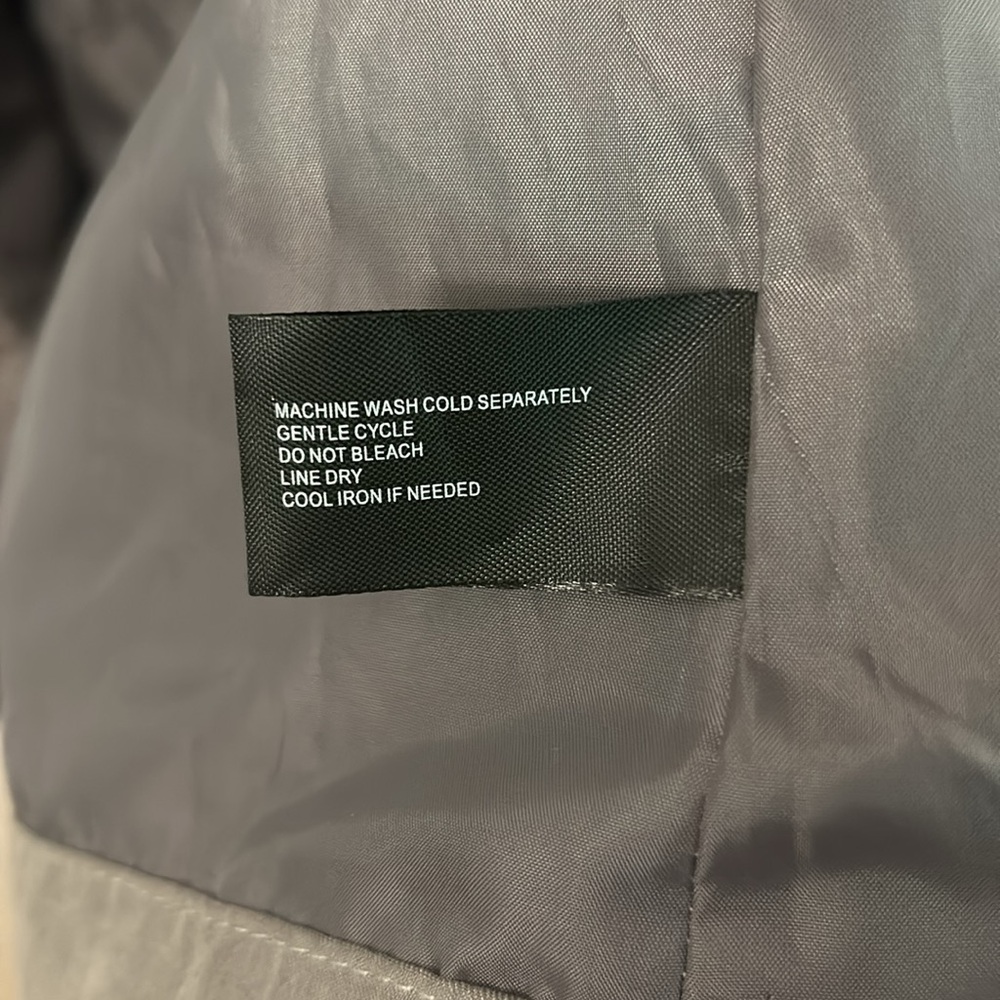 MACHINE WASH COLD SEPARATELY
GENTLE CYCLE
DO NOT BLEACH
LINE DRY
COOL IRON IF NEEDED